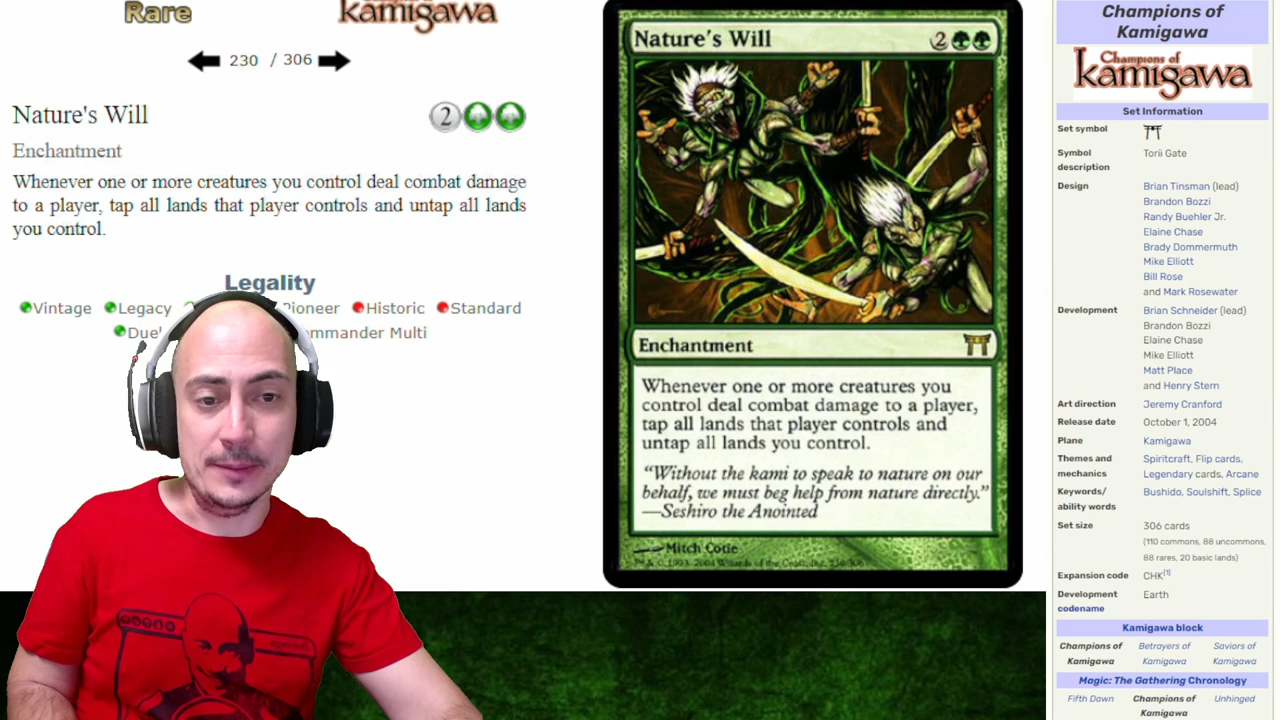 Rare
Champions of
kamigawa
230 / 306
Nature's Will
2
Enchantment
Whenever one or more creatures you control deal combat damage
to a player, tap all lands that player controls and untap all lands
you control.
Legality
Vintage Legacy Pioneer Historic Standard
Duel Commander Multi
Nature's Will 2
Enchantment
Whenever one or more creatures you
control deal combat damage to a player,
tap all lands that player controls and
untap all lands you control.
“Without the kami to speak to nature on our
behalf, we must beg help from nature directly.”
—Seshiro the Anointed
Champions of
Kamigawa
Champions of
kamigawa
Set Information
Set symbol
Symbol description Torii Gate
Design Brian Tinsman (lead)
Brandon Bozzi
Randy Buehler Jr.
Elaine Chase
Brady Dommermuth
Mike Elliott
Bill Rose
and Mark Rosewater
Development Brian Schneider (lead)
Brandon Bozzi
Elaine Chase
Mike Elliott
Matt Place
and Henry Stern
Art direction Jeremy Cranford
Release date October 1, 2004
Plane Kamigawa
Themes and Spiritcraft, Flip cards,
mechanics Legendary cards, Arcane
Keywords/ Bushido, Soulshift, Splice
ability words
Set size 306 cards
(110 commons, 88 uncommons,
88 rares, 20 basic lands)
Expansion code CHK[1]
Development Earth
codename
Kamigawa block
Champions of Kamigawa Betrayers of Kamigawa Saviors of Kamigawa
Magic: The Gathering Chronology
Fifth Dawn Champions of Kamigawa Unhinged